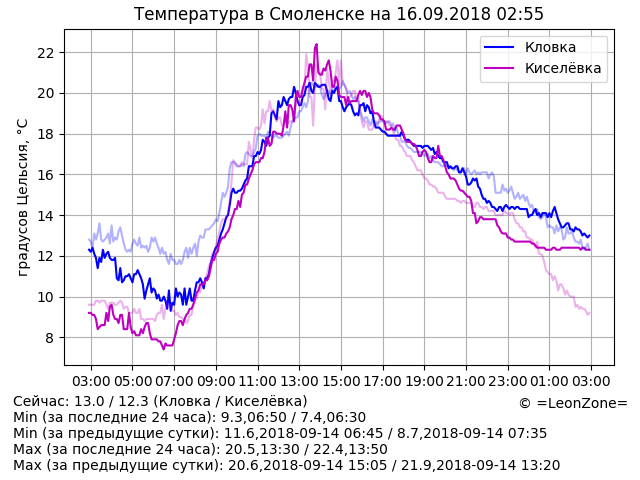 Температура в Смоленске на 16.09.2018 02:55
градусов Цельсия, °C
22
20
18
16
14
12
10
8
Кловка
Киселёвка
03:00 05:00 07:00 09:00 11:00 13:00 15:00 17:00 19:00 21:00 23:00 01:00 03:00
Сейчас: 13.0 / 12.3 (Кловка / Киселёвка)
© =LeonZone=
Min (за последние 24 часа): 9.3,06:50 / 7.4,06:30
Min (за предыдущие сутки): 11.6,2018-09-14 06:45 / 8.7,2018-09-14 07:35
Max (за последние 24 часа): 20.5,13:30 / 22.4,13:50
Max (за предыдущие сутки): 20.6,2018-09-14 15:05 / 21.9,2018-09-14 13:20